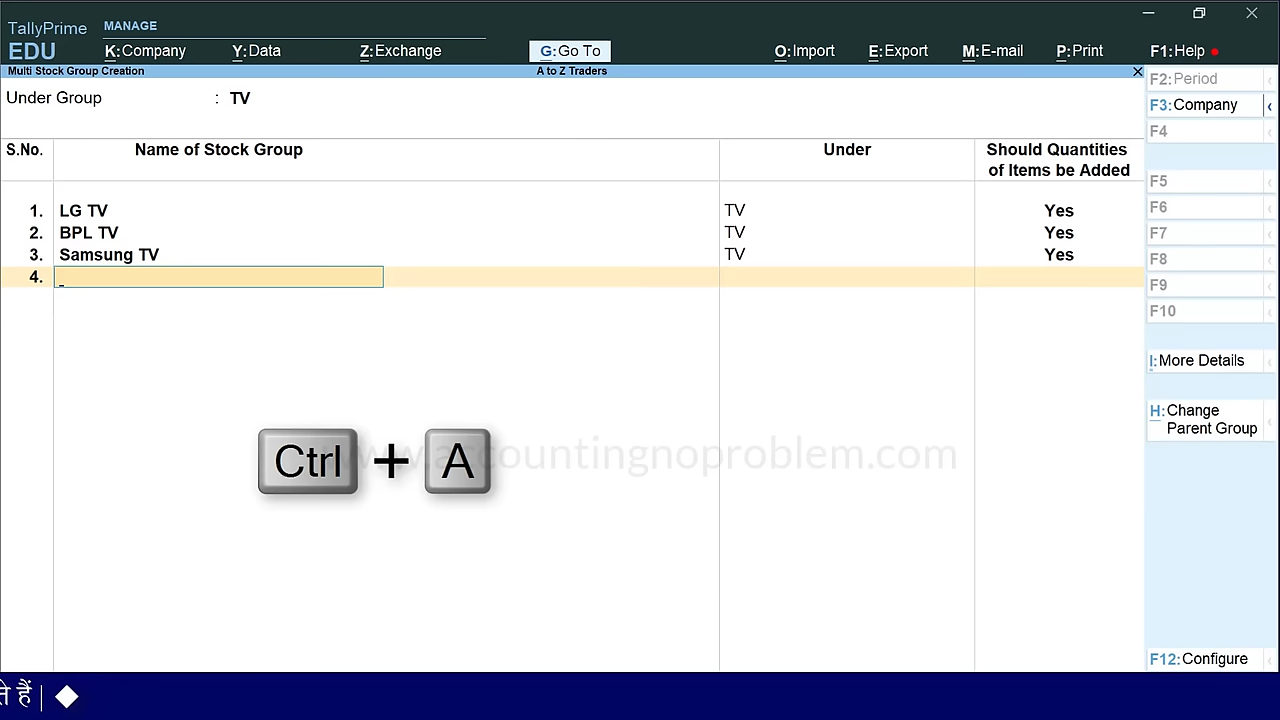 TallyPrime MANAGE
EDU K:Company Y:Data Z:Exchange G:Go To O:Import E:Export M:E-mail P:Print F1:Help
Multi Stock Group Creation A to Z Traders
Under Group : TV
S.No. Name of Stock Group Under Should Quantities
of Items be Added
1. LG TV TV Yes
2. BPL TV TV Yes
3. Samsung TV TV Yes
4.
F2:Period
F3:Company
F4
F5
F6
F7
F8
F9
F10
I:More Details
H:Change
Parent Group
F12:Configure
Ctrl + A
ccountingnoproblem.com
हैं | ◆